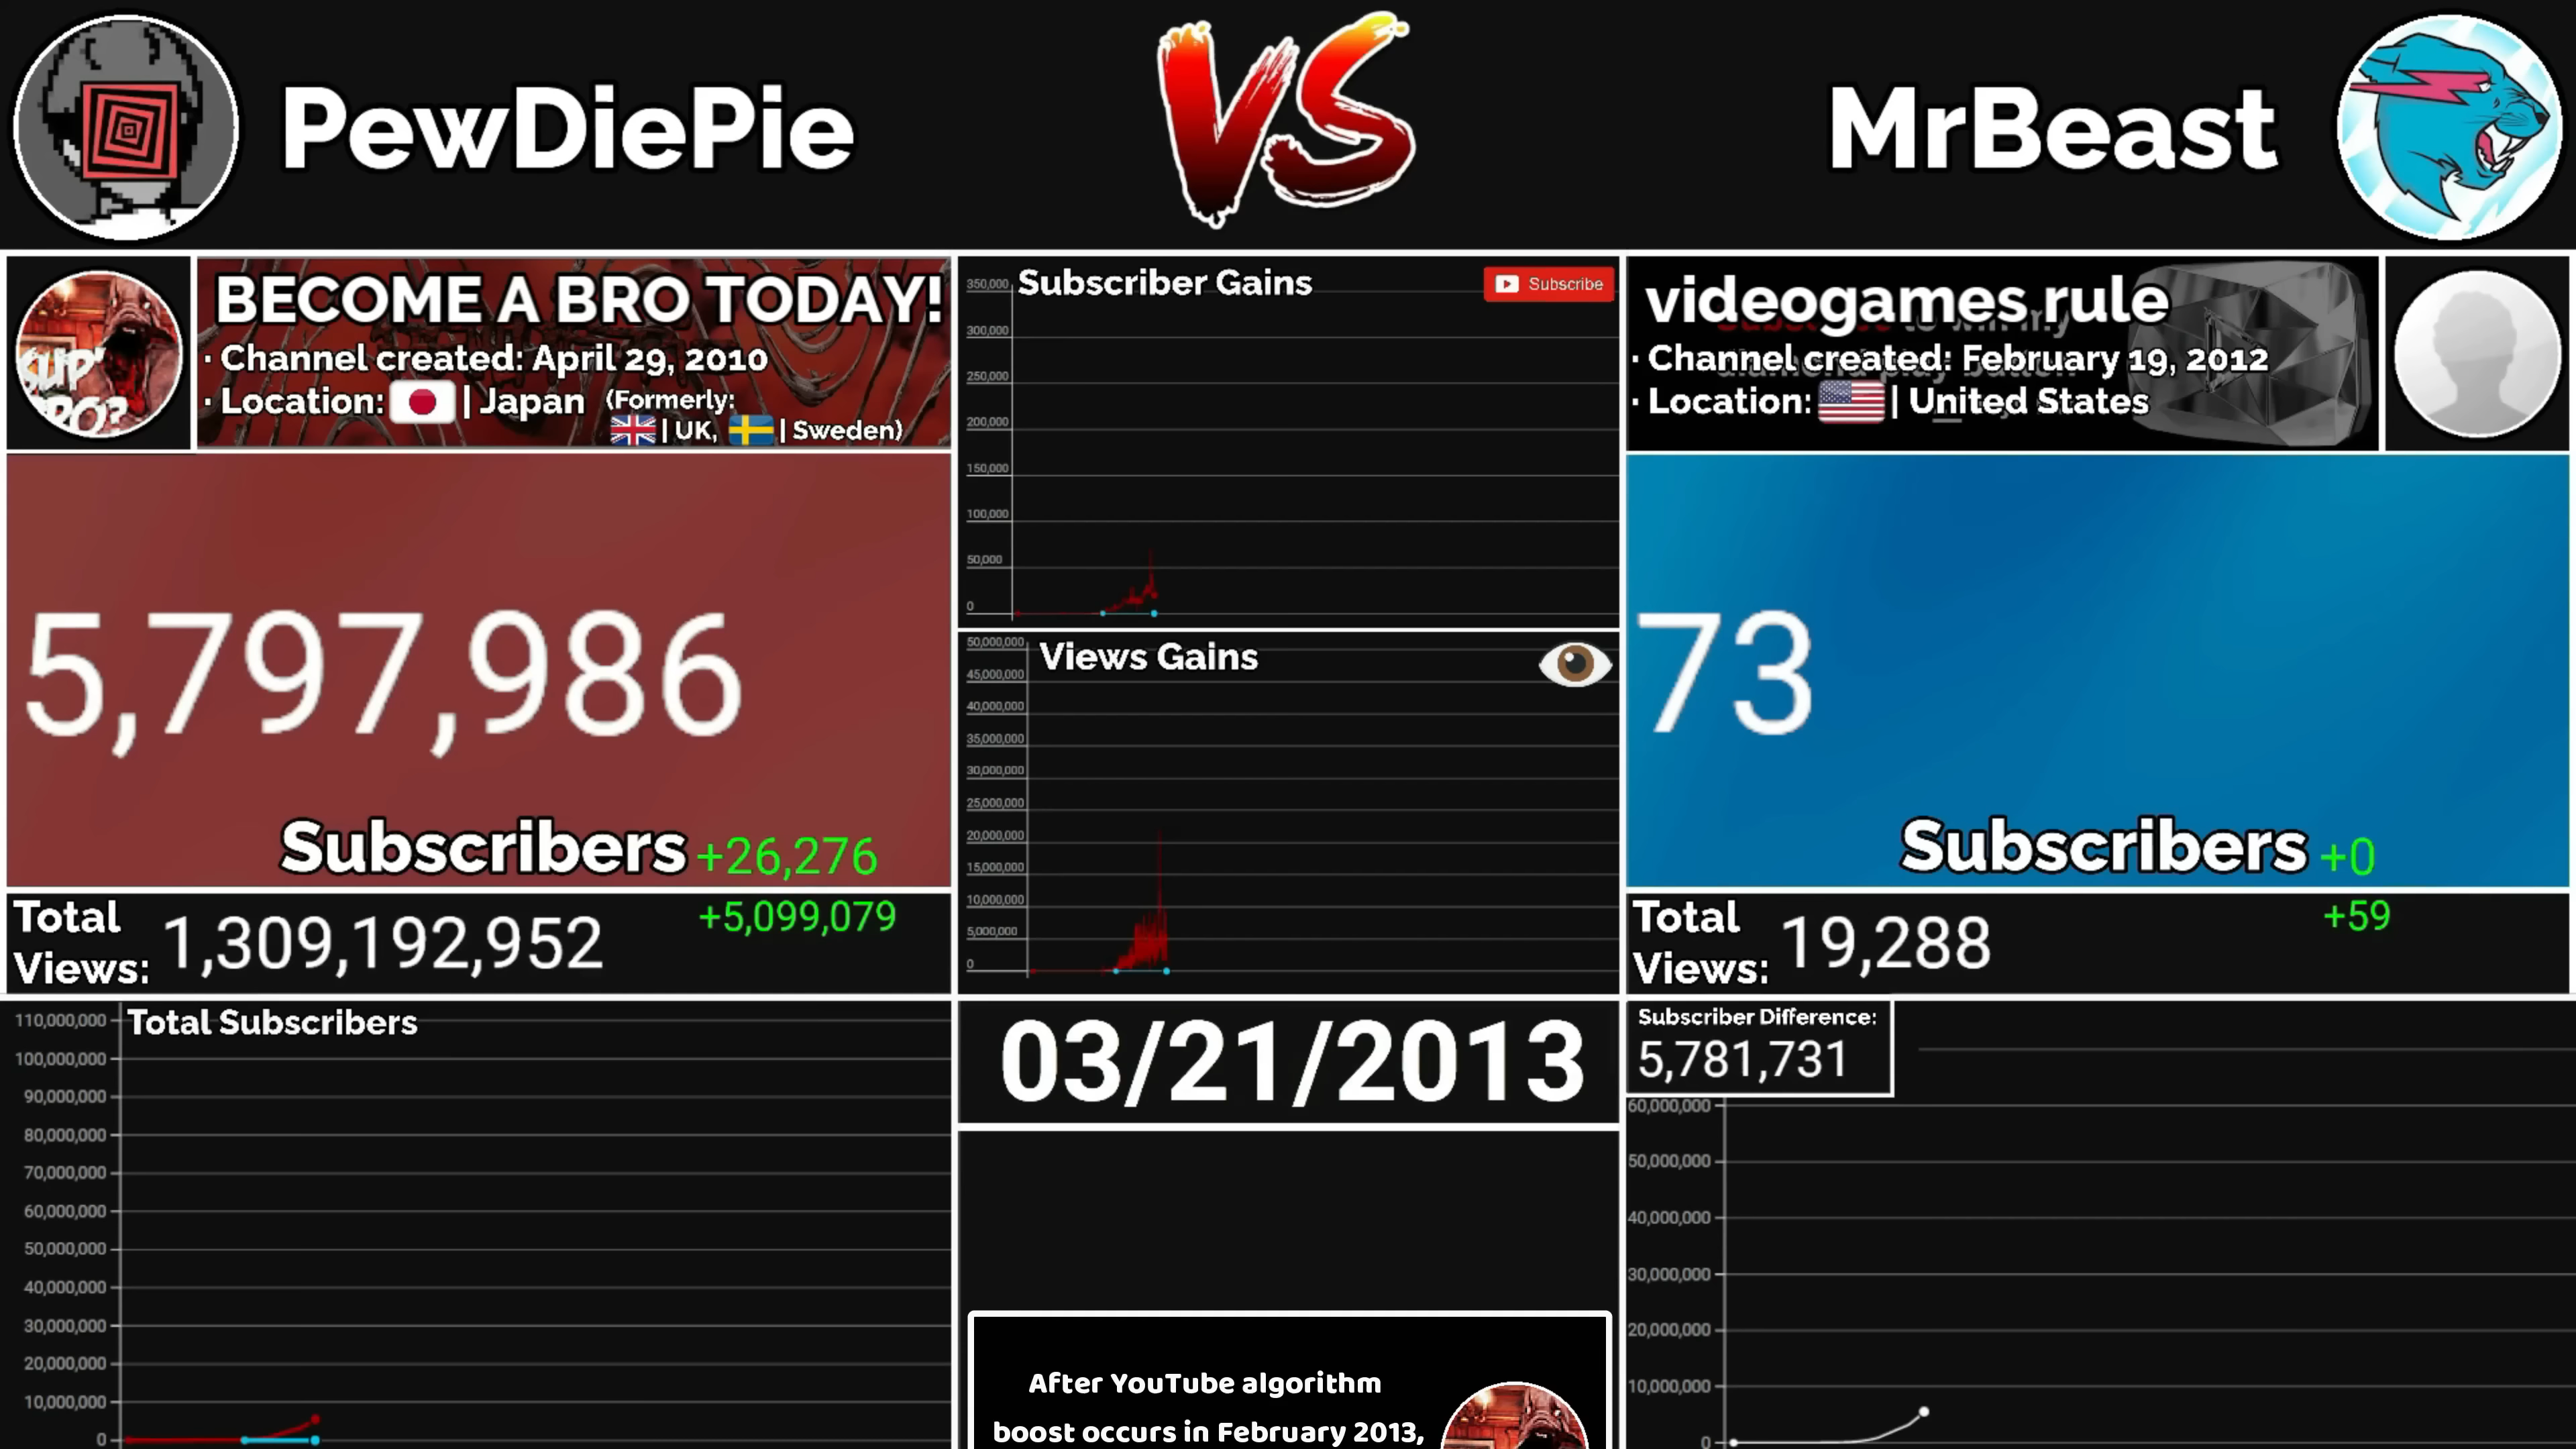 PewDiePie
VS
MrBeast
SUP'
BRO?
BECOME A BRO TODAY!
· Channel created: April 29, 2010
· Location: | Japan (Formerly:
| UK, | Sweden)
Subscriber Gains
Subscribe
350,000
300,000
250,000
200,000
150,000
100,000
50,000
0
videogames rule
· Channel created: February 19, 2012
· Location: | United States
5,797,986
Subscribers +26,276
Total
Views: 1,309,192,952 +5,099,079
Views Gains
50,000,000
45,000,000
40,000,000
35,000,000
30,000,000
25,000,000
20,000,000
15,000,000
10,000,000
5,000,000
0
73
Subscribers +0
Total
Views: 19,288 +59
Total Subscribers
110,000,000
100,000,000
90,000,000
80,000,000
70,000,000
60,000,000
50,000,000
40,000,000
30,000,000
20,000,000
10,000,000
0
03/21/2013
After YouTube algorithm
boost occurs in February 2013,
Subscriber Difference:
5,781,731
60,000,000
50,000,000
40,000,000
30,000,000
20,000,000
10,000,000
0